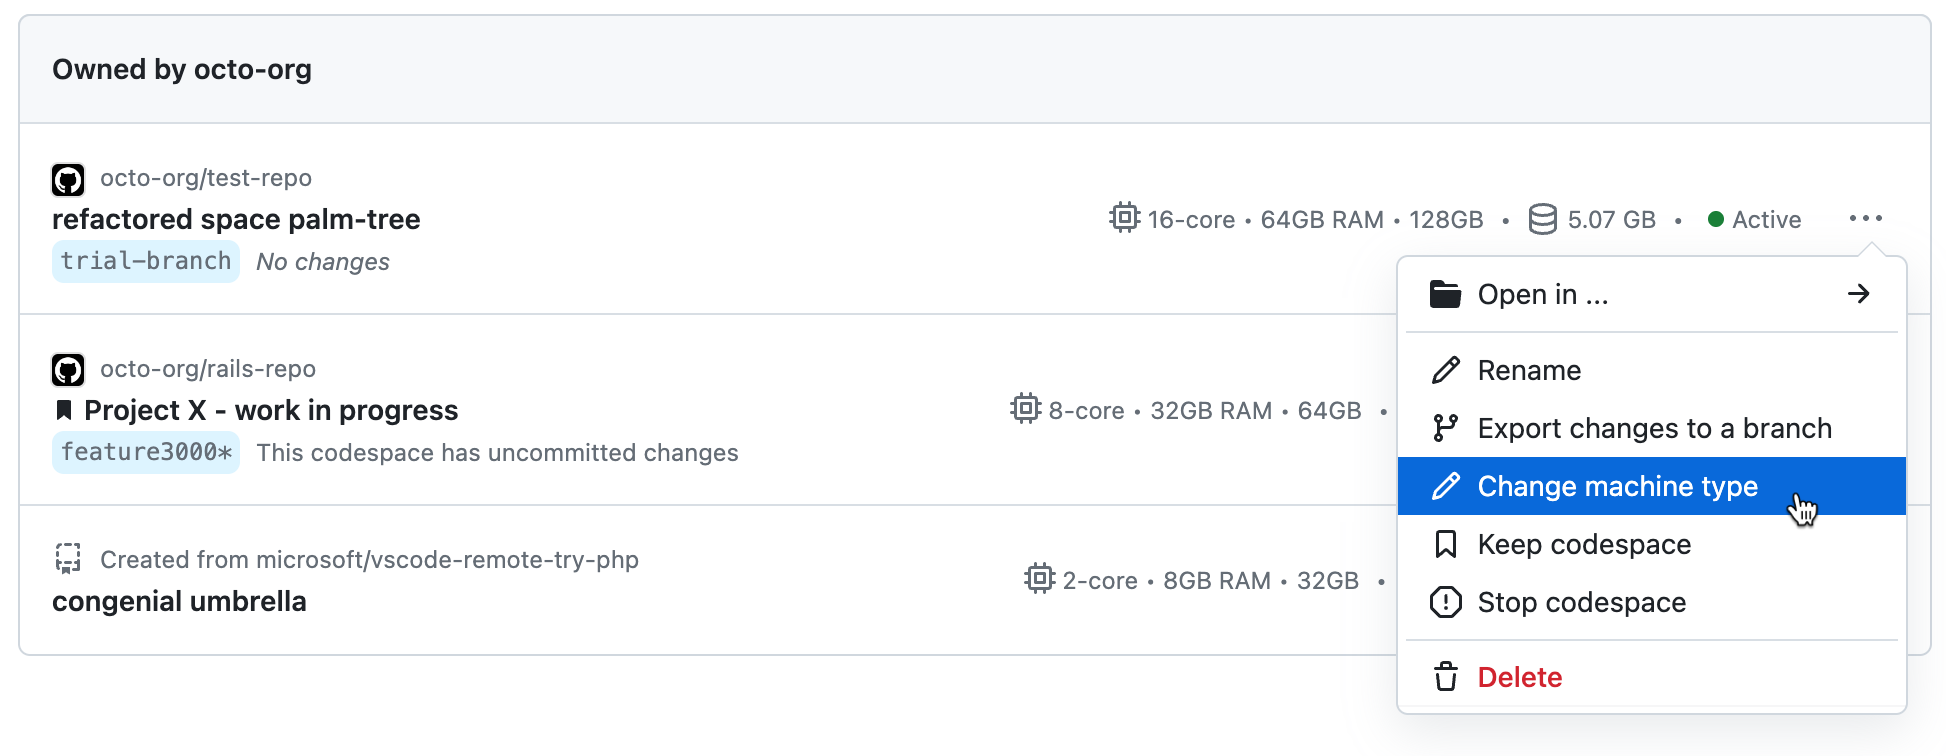 Owned by octo-org
octo-org/test-repo
refactored space palm-tree
trial-branch No changes
16-core • 64GB RAM • 128GB • 5.07 GB • Active ···
octo-org/rails-repo
Project X - work in progress
feature3000* This codespace has uncommitted changes
8-core • 32GB RAM • 64GB •
Created from microsoft/vscode-remote-try-php
congenial umbrella
2-core • 8GB RAM • 32GB •
Open in ...
Rename
Export changes to a branch
Change machine type
Keep codespace
Stop codespace
Delete